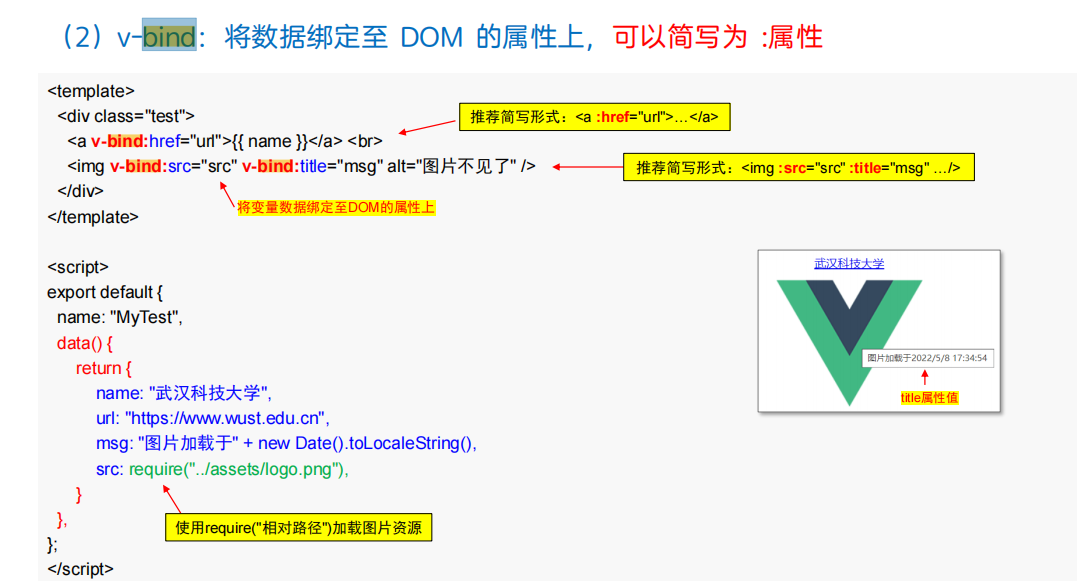 （2）v-bind：将数据绑定至 DOM 的属性上，可以简写为 :属性
<template>
<div class="test">
<a v-bind:href="url">{{ name }}</a> <br>
推荐简写形式：<a :href="url">…</a>
<img v-bind:src="src" v-bind:title="msg" alt="图片不见了" />
推荐简写形式：<img :src="src" :title="msg" .../>
</div>
将变量数据绑定至DOM的属性上
</template>
<script>
export default {
name: "MyTest",
data() {
return {
name: "武汉科技大学",
url: "https://www.wust.edu.cn",
msg: "图片加载于" + new Date().toLocaleString(),
src: require("../assets/logo.png"),
}
},
};
</script>
使用require("相对路径")加载图片资源
武汉科技大学
图片加载于2022/5/8 17:34:54
title属性值